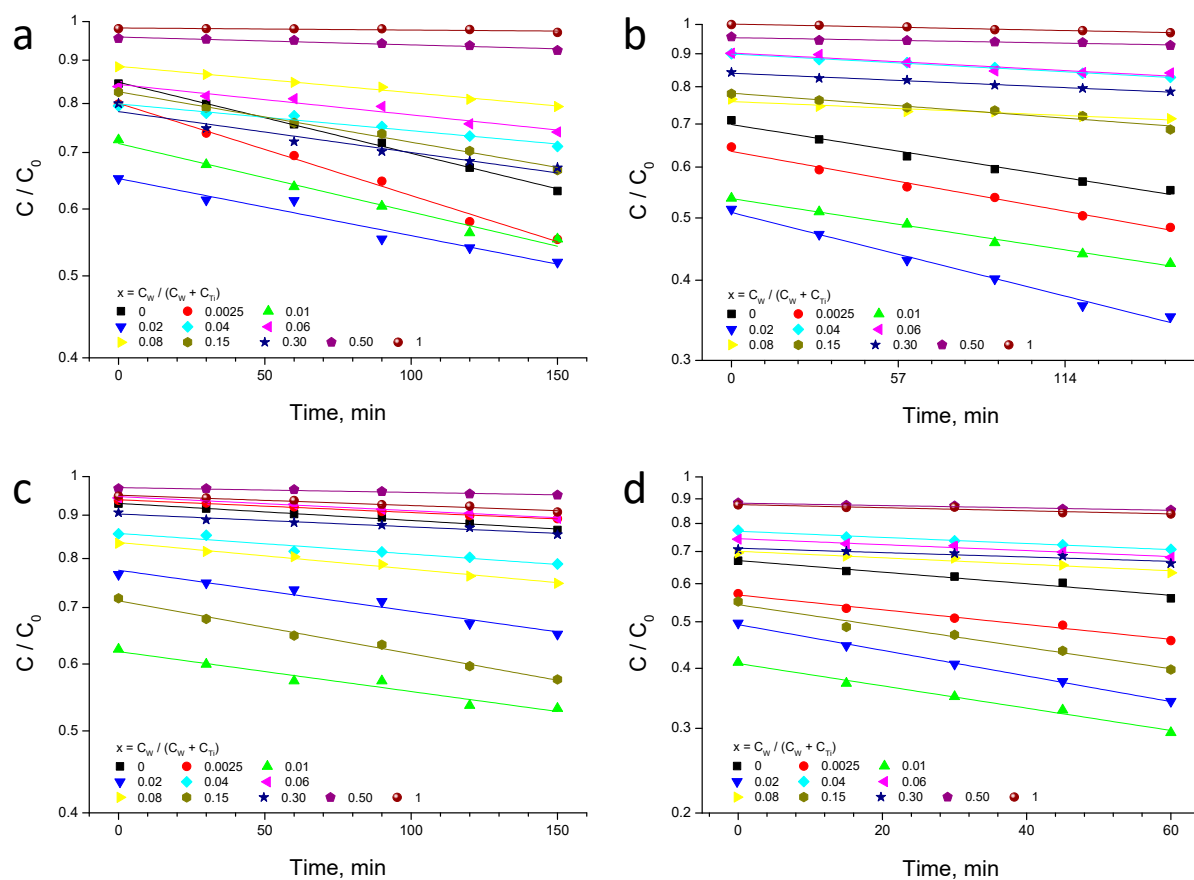 a
1
0.9
0.8
0.7
0.6
0.5
0.4
C / C0
x = CW / (CW + CTi)
0 0.0025 0.01
0.02 0.04 0.06
0.08 0.15 0.30 0.50 1
0 50 100 150
Time, min
b
1
0.9
0.8
0.7
0.6
0.5
0.4
0.3
C / C0
x = CW / (CW + CTi)
0 0.0025 0.01
0.02 0.04 0.06
0.08 0.15 0.30 0.50 1
0 57 114
Time, min
c
1
0.9
0.8
0.7
0.6
0.5
0.4
C / C0
x = CW / (CW + CTi)
0 0.0025 0.01
0.02 0.04 0.06
0.08 0.15 0.30 0.50 1
0 50 100 150
Time, min
d
1
0.9
0.8
0.7
0.6
0.5
0.4
0.3
0.2
C / C0
x = CW / (CW + CTi)
0 0.0025 0.01
0.02 0.04 0.06
0.08 0.15 0.30 0.50 1
0 20 40 60
Time, min